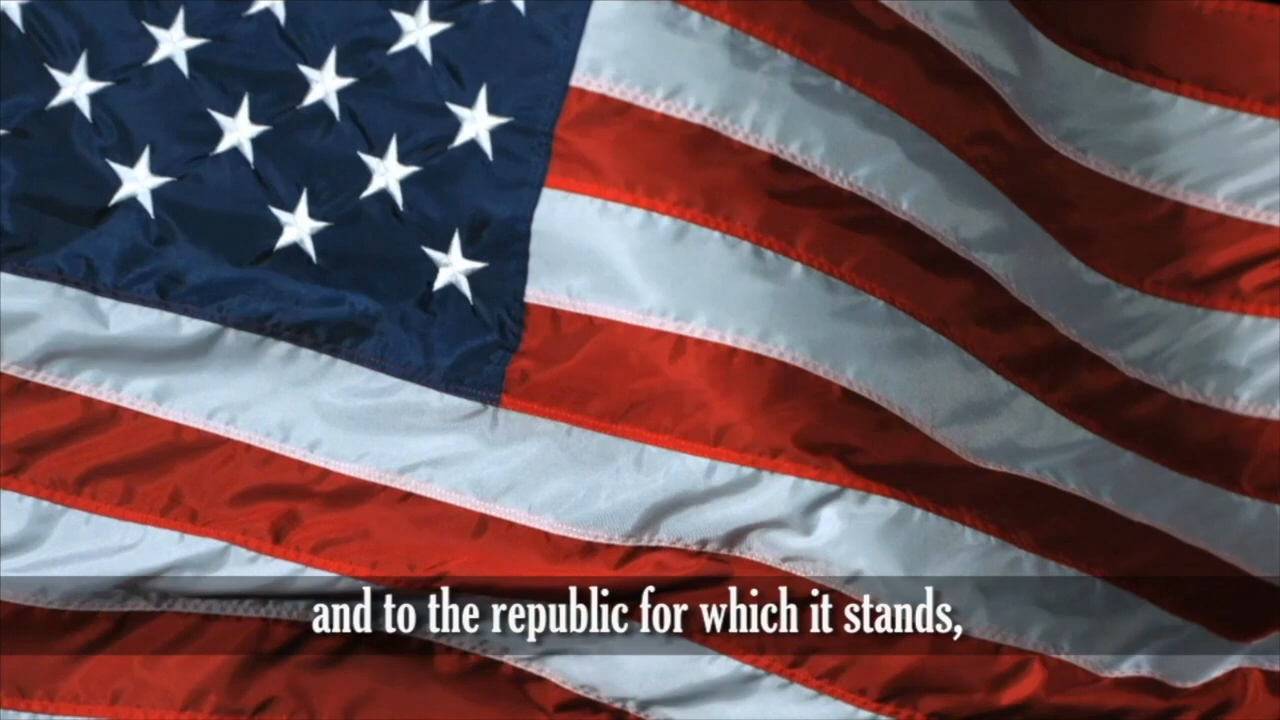 and to the republic for which it stands,